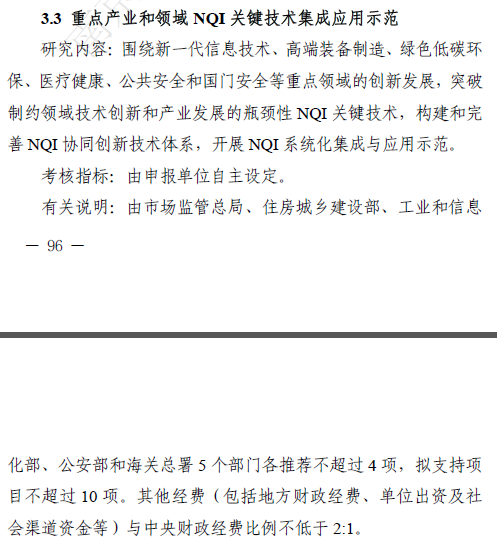 3.3 重点产业和领域 NQI 关键技术集成应用示范
研究内容：围绕新一代信息技术、高端装备制造、绿色低碳环
保、医疗健康、公共安全和国门安全等重点领域的创新发展，突破
制约领域技术创新和产业发展的瓶颈性 NQI 关键技术，构建和完
善 NQI 协同创新技术体系，开展 NQI 系统化集成与应用示范。
考核指标：由申报单位自主设定。
有关说明：由市场监管总局、住房城乡建设部、工业和信息
— 96 —
化部、公安部和海关总署 5 个部门各推荐不超过 4 项，拟支持项
目不超过 10 项。其他经费（包括地方财政经费、单位出资及社
会渠道资金等）与中央财政经费比例不低于 2:1。